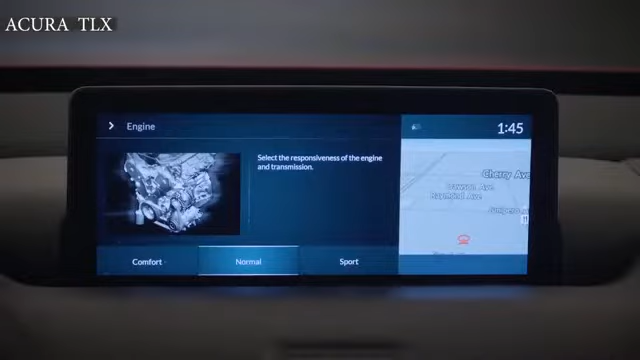 ACURA TLX
Engine
1:45
Select the responsiveness of the engine
and transmission.
Cherry Ave
Dawson Ave.
Raymond Ave
Junipero
Comfort
Normal
Sport